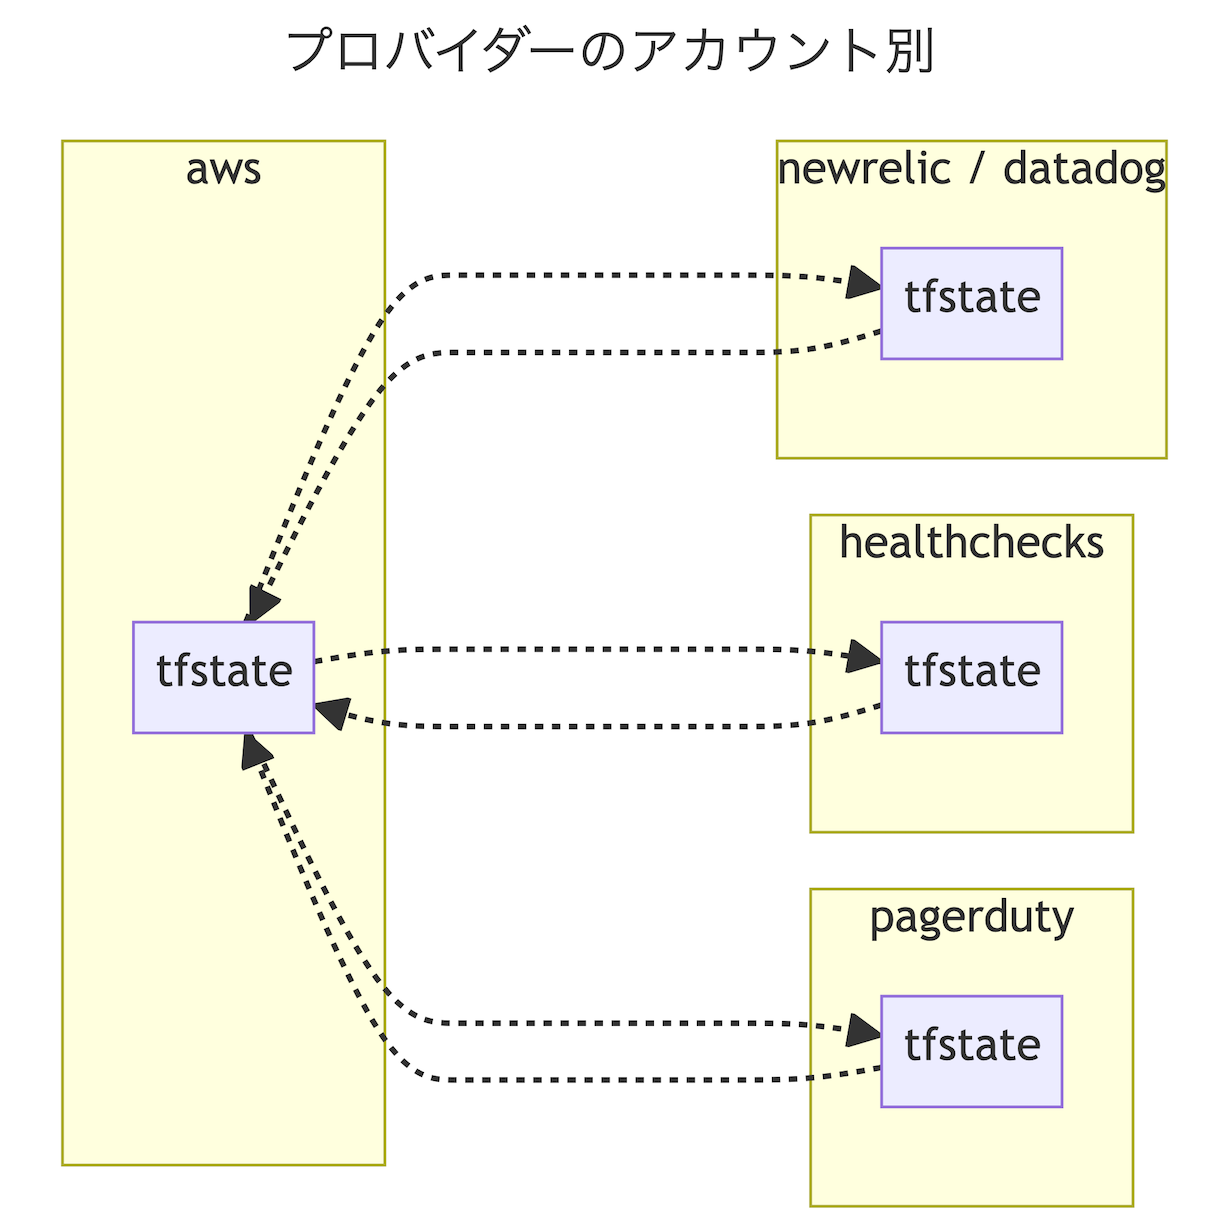 プロバイダーのアカウント別
aws
tfstate
newrelic / datadog
tfstate
healthchecks
tfstate
pagerduty
tfstate